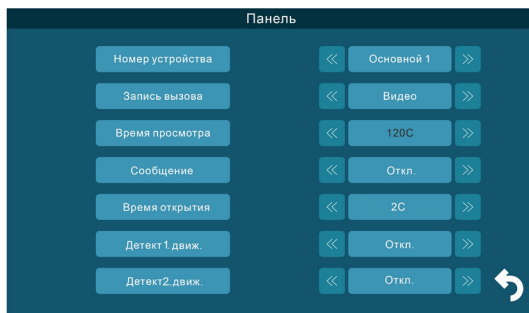 Панель
Номер устройства « Основной 1 »
Запись вызова « Видео »
Время просмотра « 120С »
Сообщение « Откл. »
Время открытия « 2С »
Детект1.движ. « Откл. »
Детект2.движ. « Откл. »